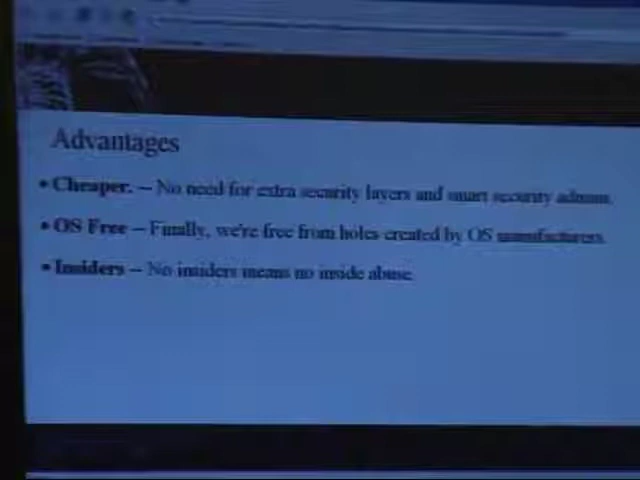 Advantages
• Cheaper. – No need for extra security layers and smart security admins.
• OS Free – Finally, we're free from holes created by OS manufacturers.
• Insiders – No insiders means no inside abuse.